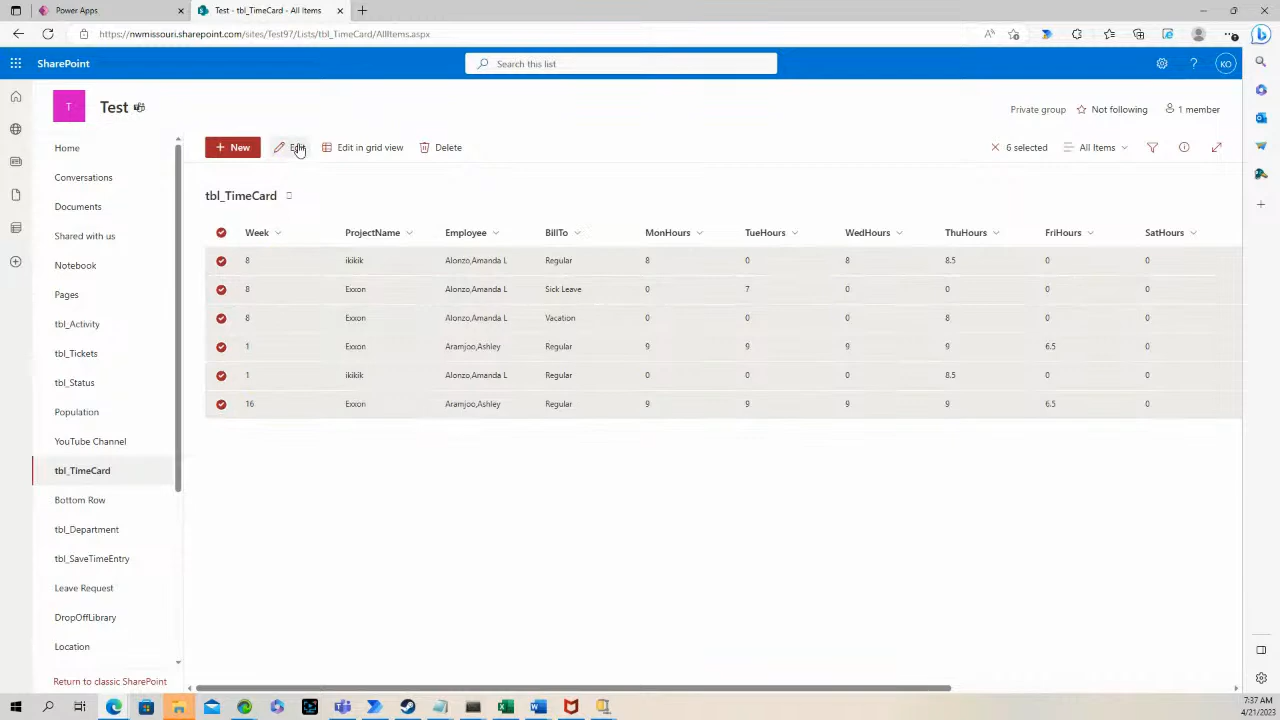 Power Apps
Test - tbl_TimeCard - All Items
https://nwmissouri.sharepoint.com/sites/Test97/Lists/tbl_TimeCard/AllItems.aspx
SharePoint
Search this list
KO
T
Test
Private group
Not following
1 member
Home
Conversations
Documents
Shared with us
Notebook
Pages
tbl_Activity
tbl_Tickets
tbl_Status
Population
YouTube Channel
tbl_TimeCard
Bottom Row
tbl_Department
tbl_SaveTimeEntry
Leave Request
DropOffLibrary
Location
Return to classic SharePoint
+ New
Edit
Edit in grid view
Delete
6 selected
All Items
tbl_TimeCard
Week ProjectName Employee BillTo MonHours TueHours WedHours ThuHours FriHours SatHours
8 ikikik Alonzo,Amanda L Regular 8 0 8 8.5 0 0
8 Exxon Alonzo,Amanda L Sick Leave 0 7 0 0 0 0
8 Exxon Alonzo,Amanda L Vacation 0 0 0 8 0 0
1 Exxon Aramjoo,Ashley Regular 9 9 9 9 6.5 0
1 ikikik Alonzo,Amanda L Regular 0 0 0 8.5 0 0
16 Exxon Aramjoo,Ashley Regular 9 9 9 9 6.5 0
7:37 AM
4/21/2023